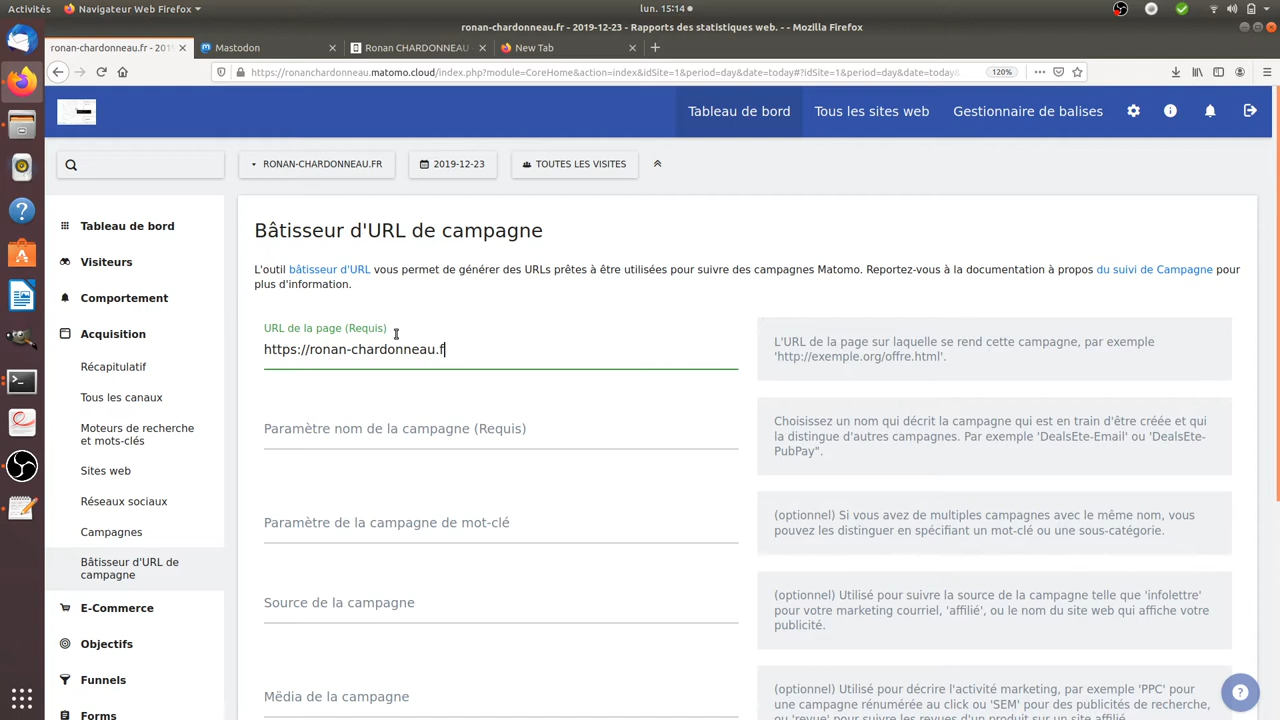 Activités
Navigateur Web Firefox
lun. 15:14
ronan-chardonneau.fr - 2019-12-23 - Rapports des statistiques web. - - Mozilla Firefox
ronan-chardonneau.fr - 201
Mastodon
Ronan CHARDONNEAU
New Tab
https://ronanchardonneau.matomo.cloud/index.php?module=CoreHome&action=index&idSite=1&period=day&date=today#?idSite=1&period=day&date=today
120%
Tableau de bord
Tous les sites web
Gestionnaire de balises
RONAN-CHARDONNEAU.FR
2019-12-23
TOUTES LES VISITES
Tableau de bord
Visiteurs
Comportement
Acquisition
Récapitulatif
Tous les canaux
Moteurs de recherche
et mots-clés
Sites web
Réseaux sociaux
Campagnes
Bâtisseur d'URL de
campagne
E-Commerce
Objectifs
Funnels
Forms
Bâtisseur d'URL de campagne
L'outil bâtisseur d'URL vous permet de générer des URLs prêtes à être utilisées pour suivre des campagnes Matomo. Reportez-vous à la documentation à propos du suivi de Campagne pour
plus d'information.
URL de la page (Requis)
https://ronan-chardonneau.f
L'URL de la page sur laquelle se rend cette campagne, par exemple
'http://exemple.org/offre.html'.
Paramètre nom de la campagne (Requis)
Choisissez un nom qui décrit la campagne qui est en train d'être créée et qui
la distingue d'autres campagnes. Par exemple 'DealsEte-Email' ou 'DealsEte-
PubPay".
Paramètre de la campagne de mot-clé
(optionnel) Si vous avez de multiples campagnes avec le même nom, vous
pouvez les distinguer en spécifiant un mot-clé ou une sous-catégorie.
Source de la campagne
(optionnel) Utilisé pour suivre la source de la campagne telle que 'infolettre'
pour votre marketing courriel, 'affilié', ou le nom du site web qui affiche votre
publicité.
Mëdia de la campagne
(optionnel) Utilisé pour décrire l'activité marketing, par exemple 'PPC' pour
une campagne rénumérée au click ou 'SEM' pour des publicités de recherche,
ou 'revue' pour suivre les revues d'un produit sur un site affilié